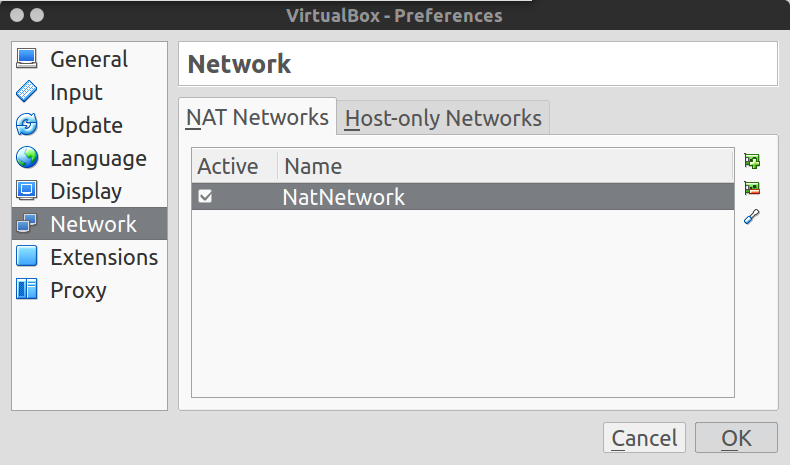 VirtualBox - Preferences
General
Input
Update
Language
Display
Network
Extensions
Proxy
Network
NAT Networks
Host-only Networks
Active Name
NatNetwork
Cancel OK